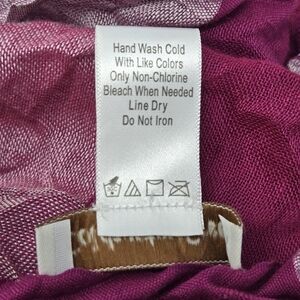 Hand Wash Cold
With Like Colors
Only Non-Chlorine
Bleach When Needed
Line Dry
Do Not Iron